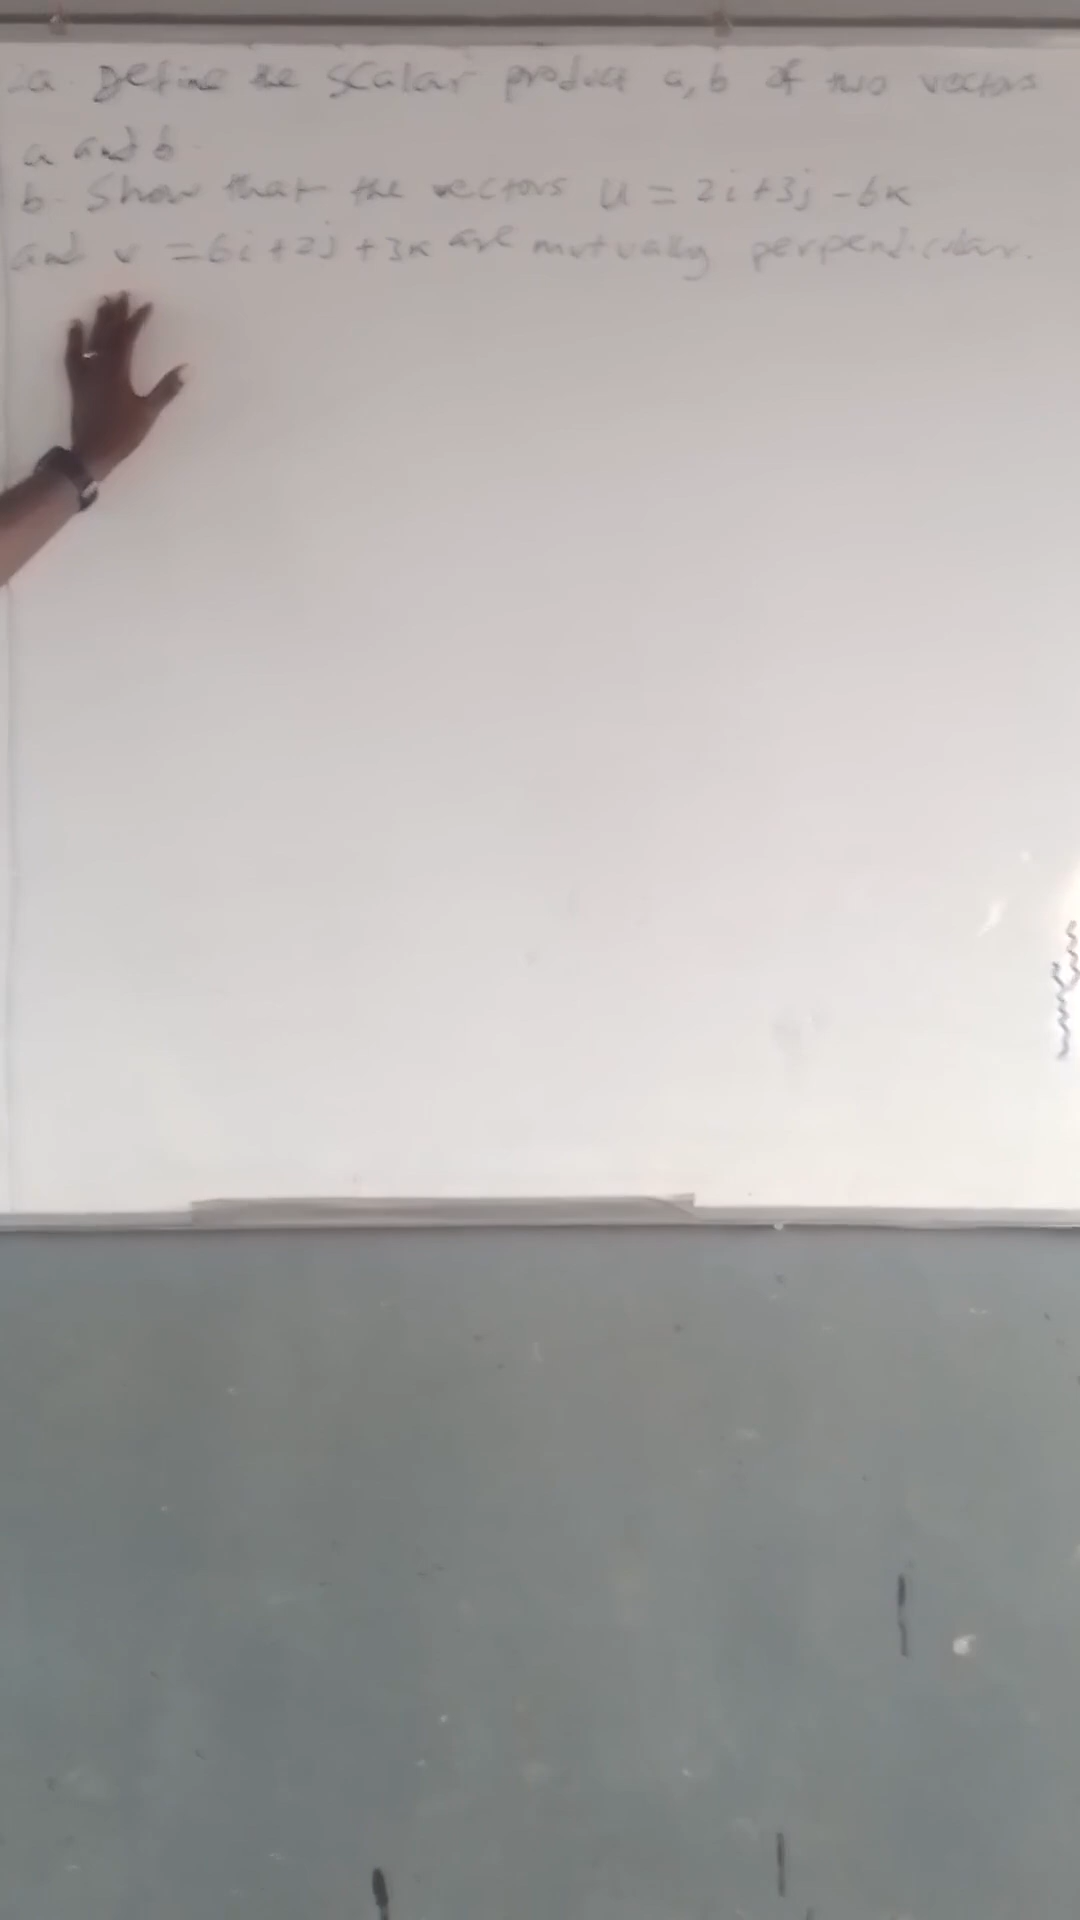 2a. Define the scalar product a, b of two vectors
a and b.
b. Show that the vectors u = 2i+3j-6k
and v = 6i+2j+3k are mutually perpendicular.